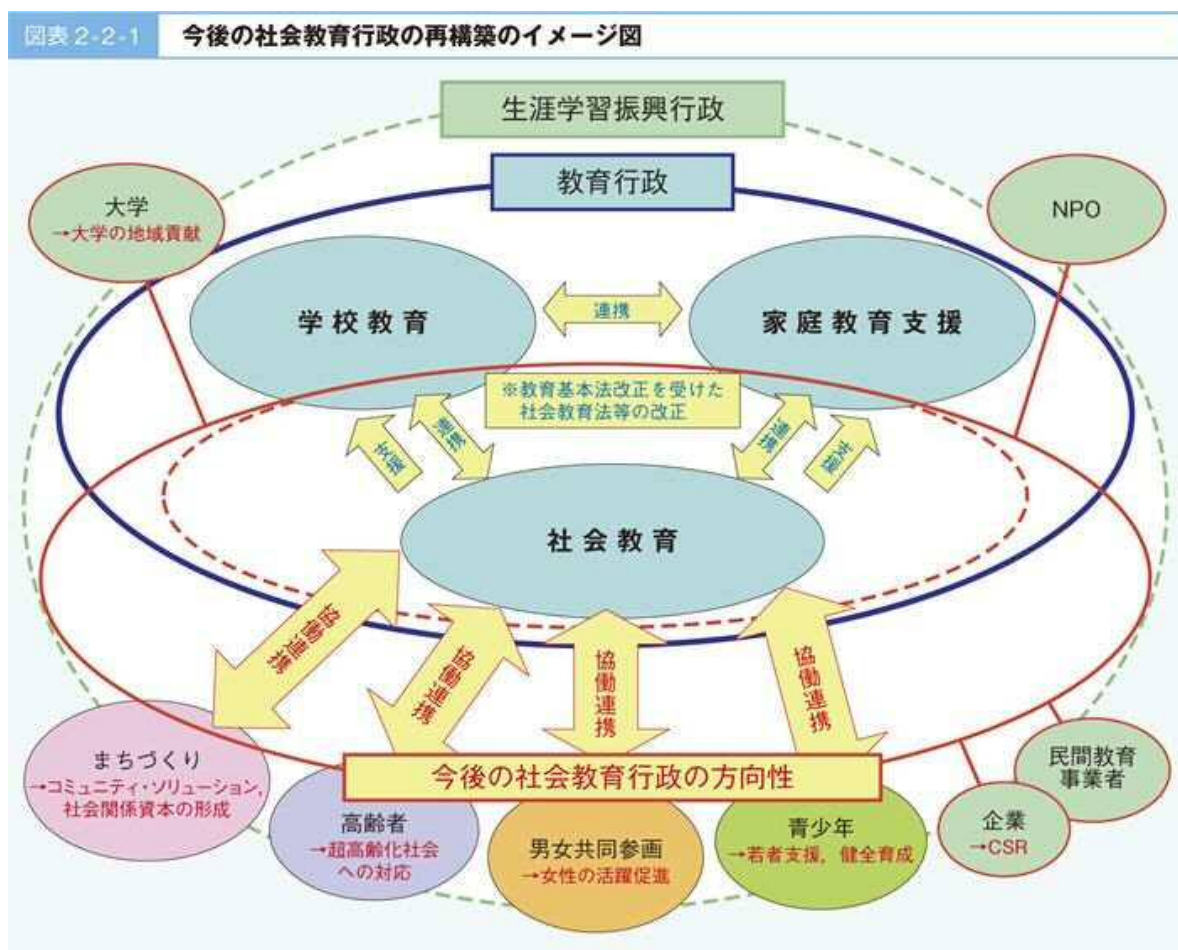 図表 2-2-1
今後の社会教育行政の再構築のイメージ図
生涯学習振興行政
教育行政
大学
→大学の地域貢献
NPO
学校教育
連携
家庭教育支援
※教育基本法改正を受けた
社会教育法等の改正
支援
連携
連携
支援
社会教育
協働連携
協働連携
協働連携
協働連携
まちづくり
→コミュニティ・ソリューション,
社会関係資本の形成
今後の社会教育行政の方向性
高齢者
→超高齢化社会
への対応
男女共同参画
→女性の活躍促進
青少年
→若者支援，健全育成
企業
→CSR
民間教育
事業者